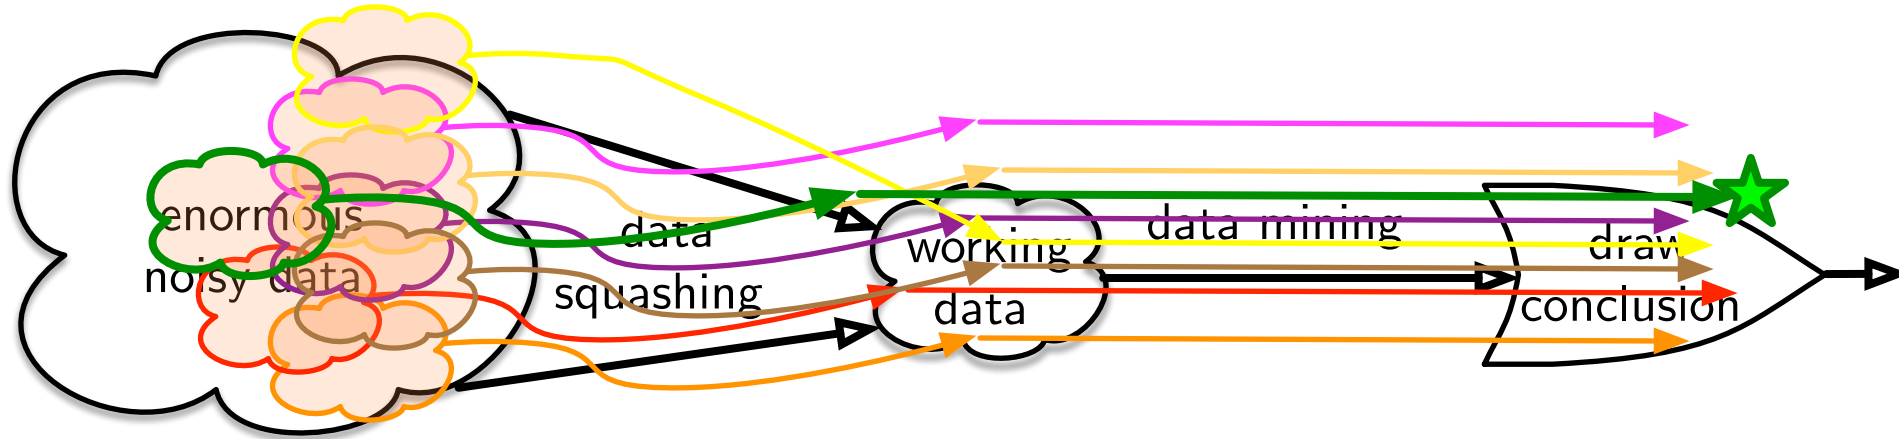 enormous
noisy data
data
squashing
working
data
data mining
draw
conclusion